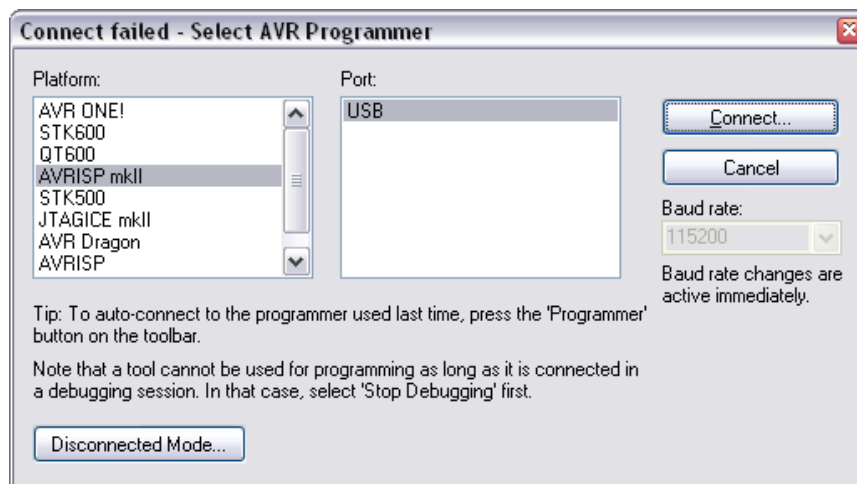 Connect failed - Select AVR Programmer
Platform:
AVR ONE!
STK600
QT600
AVRISP mkII
STK500
JTAGICE mkII
AVR Dragon
AVRISP
Port:
USB
Connect...
Cancel
Baud rate:
115200
Baud rate changes are
active immediately.
Tip: To auto-connect to the programmer used last time, press the 'Programmer'
button on the toolbar.
Note that a tool cannot be used for programming as long as it is connected in
a debugging session. In that case, select 'Stop Debugging' first.
Disconnected Mode...